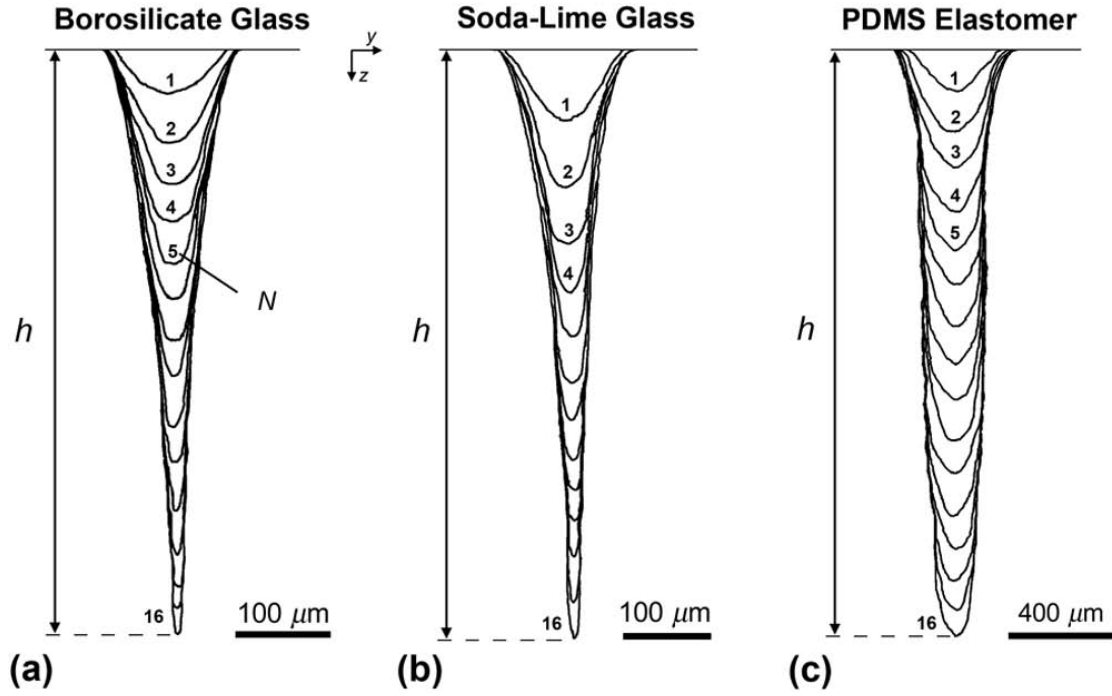 Borosilicate Glass
Soda-Lime Glass
PDMS Elastomer
y
z
1
2
3
4
5
N
h
16
100 μm
(a)
1
2
3
4
h
16
100 μm
(b)
1
2
3
4
5
h
16
400 μm
(c)